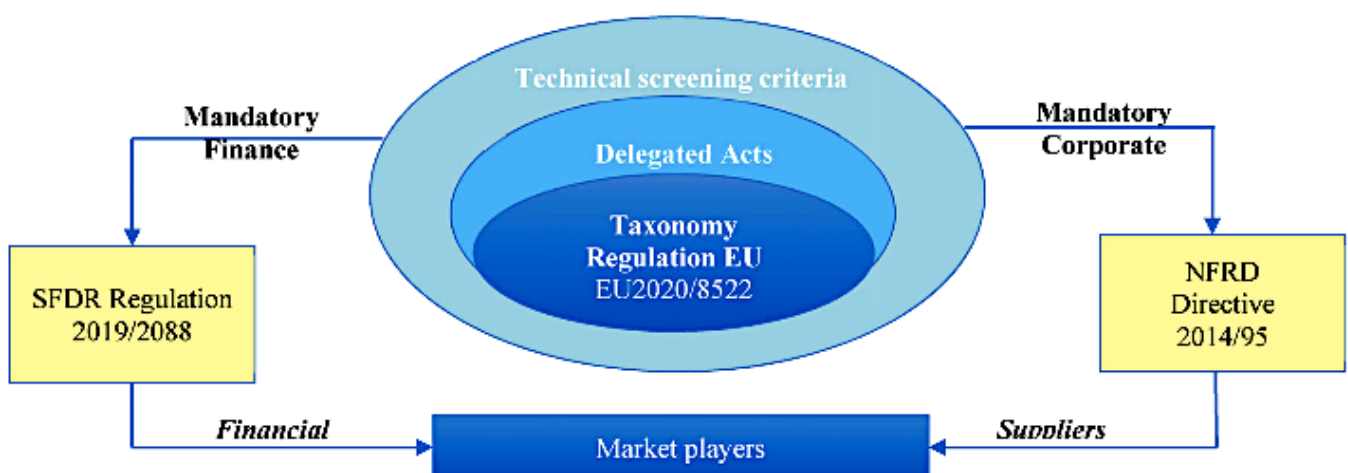 Technical screening criteria
Mandatory
Finance
Mandatory
Corporate
Delegated Acts
Taxonomy
Regulation EU
EU2020/8522
SFDR Regulation
2019/2088
NFRD
Directive
2014/95
Financial
Suppliers
Market players